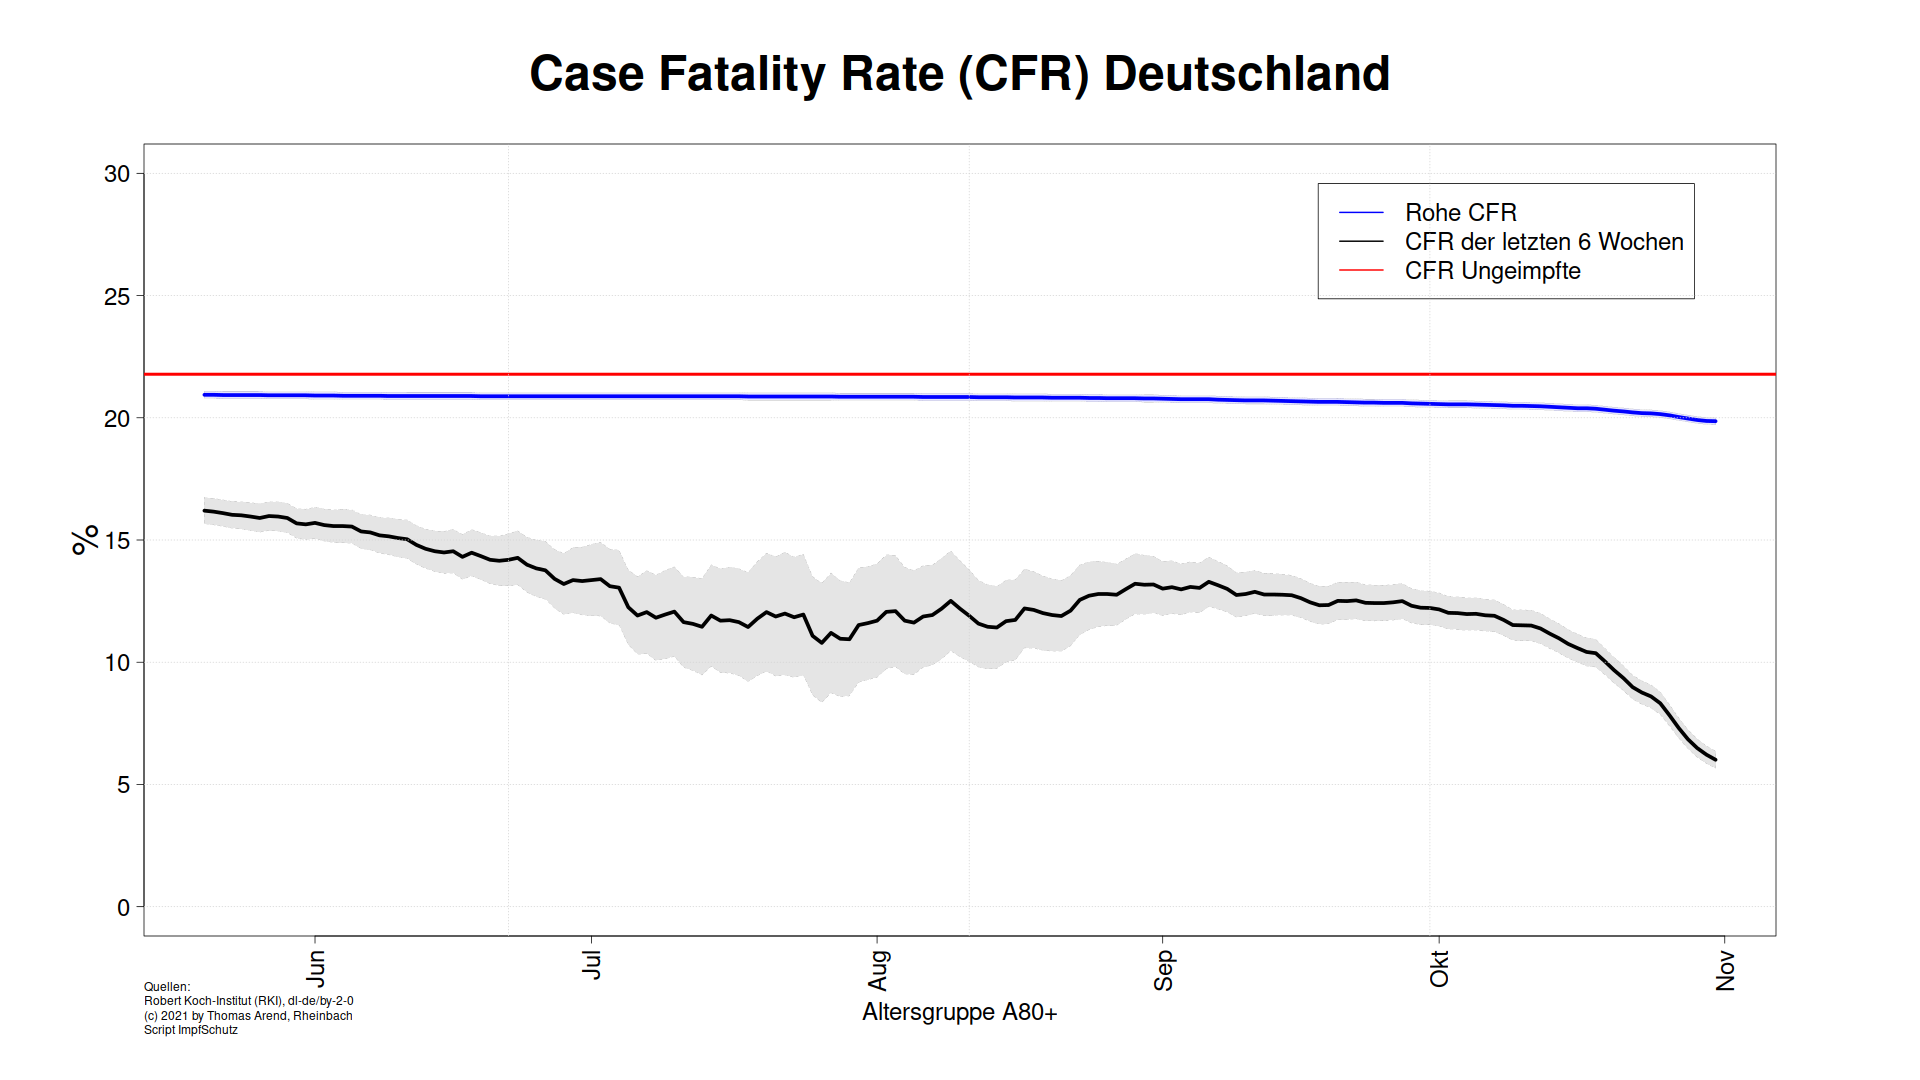 Case Fatality Rate (CFR) Deutschland
30
25
20
15
10
5
0
%
Rohe CFR
CFR der letzten 6 Wochen
CFR Ungeimpfte
Jun
Jul
Aug
Sep
Okt
Nov
Altersgruppe A80+
Quellen:
Robert Koch-Institut (RKI), dl-de/by-2-0
(c) 2021 by Thomas Arend, Rheinbach
Script ImpfSchutz